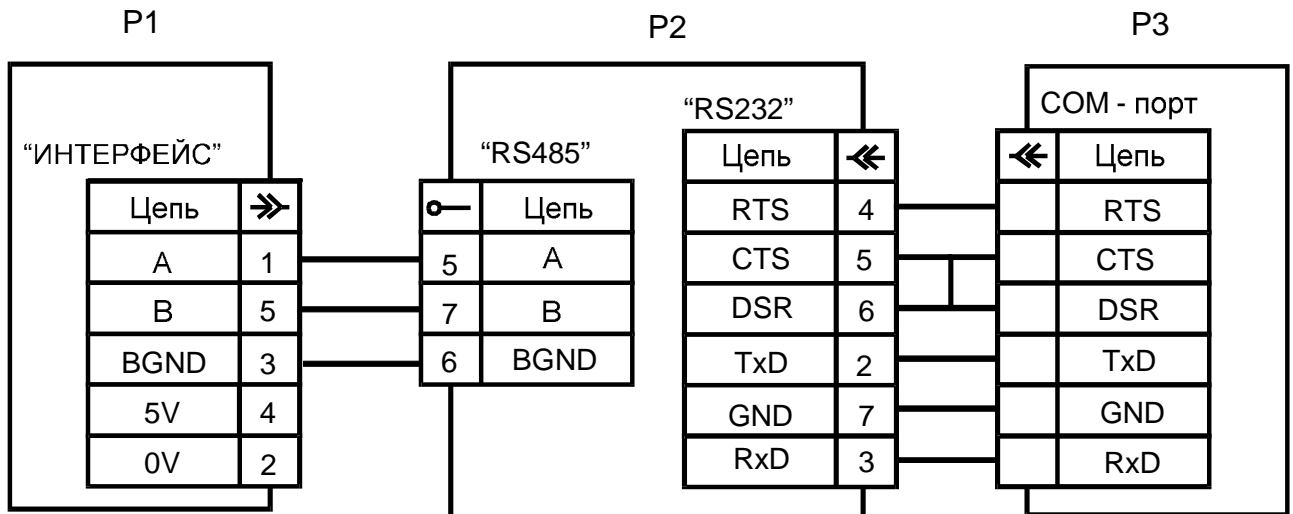 P1 P2 P3
“ИНТЕРФЕЙС”
Цепь
A 1
B 5
BGND 3
5V 4
0V 2
“RS485”
Цепь
5 A
7 B
6 BGND
“RS232”
Цепь
RTS 4
CTS 5
DSR 6
TxD 2
GND 7
RxD 3
COM - порт
Цепь
RTS
CTS
DSR
TxD
GND
RxD